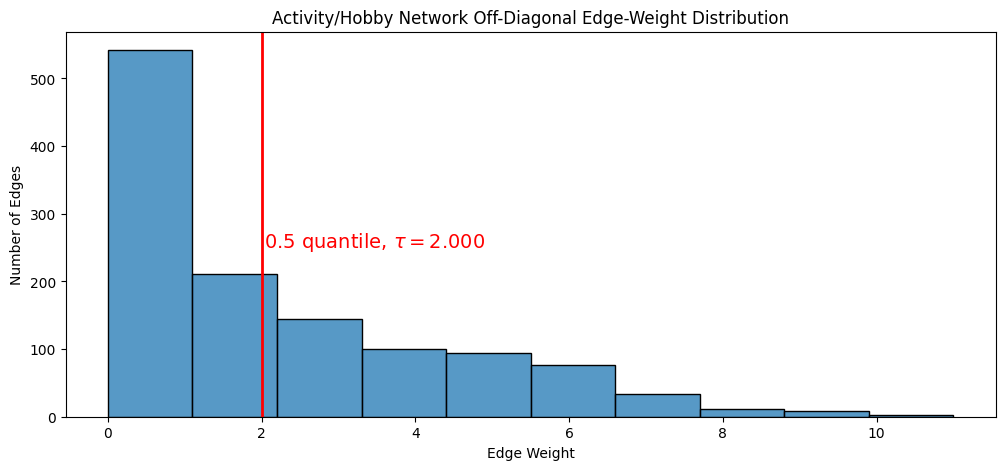 Activity/Hobby Network Off-Diagonal Edge-Weight Distribution
Number of Edges
500
400
300
200
100
0
0.5 quantile, τ = 2.000
0 2 4 6 8 10
Edge Weight